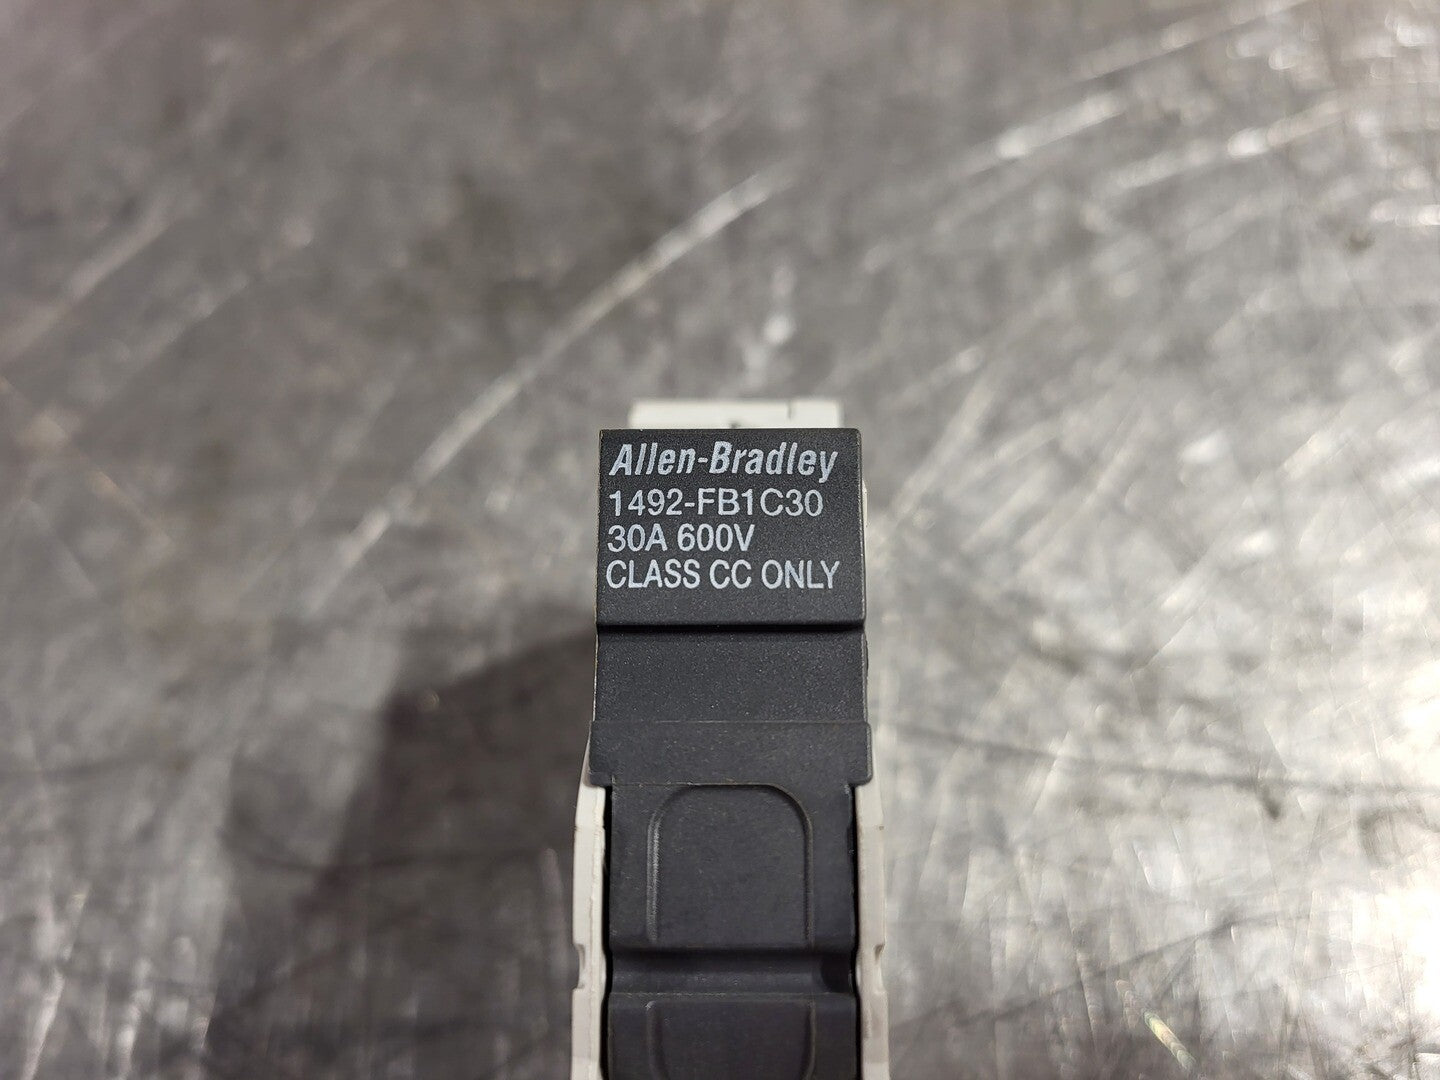 Allen-Bradley
1492-FB1C30
30A 600V
CLASS CC ONLY